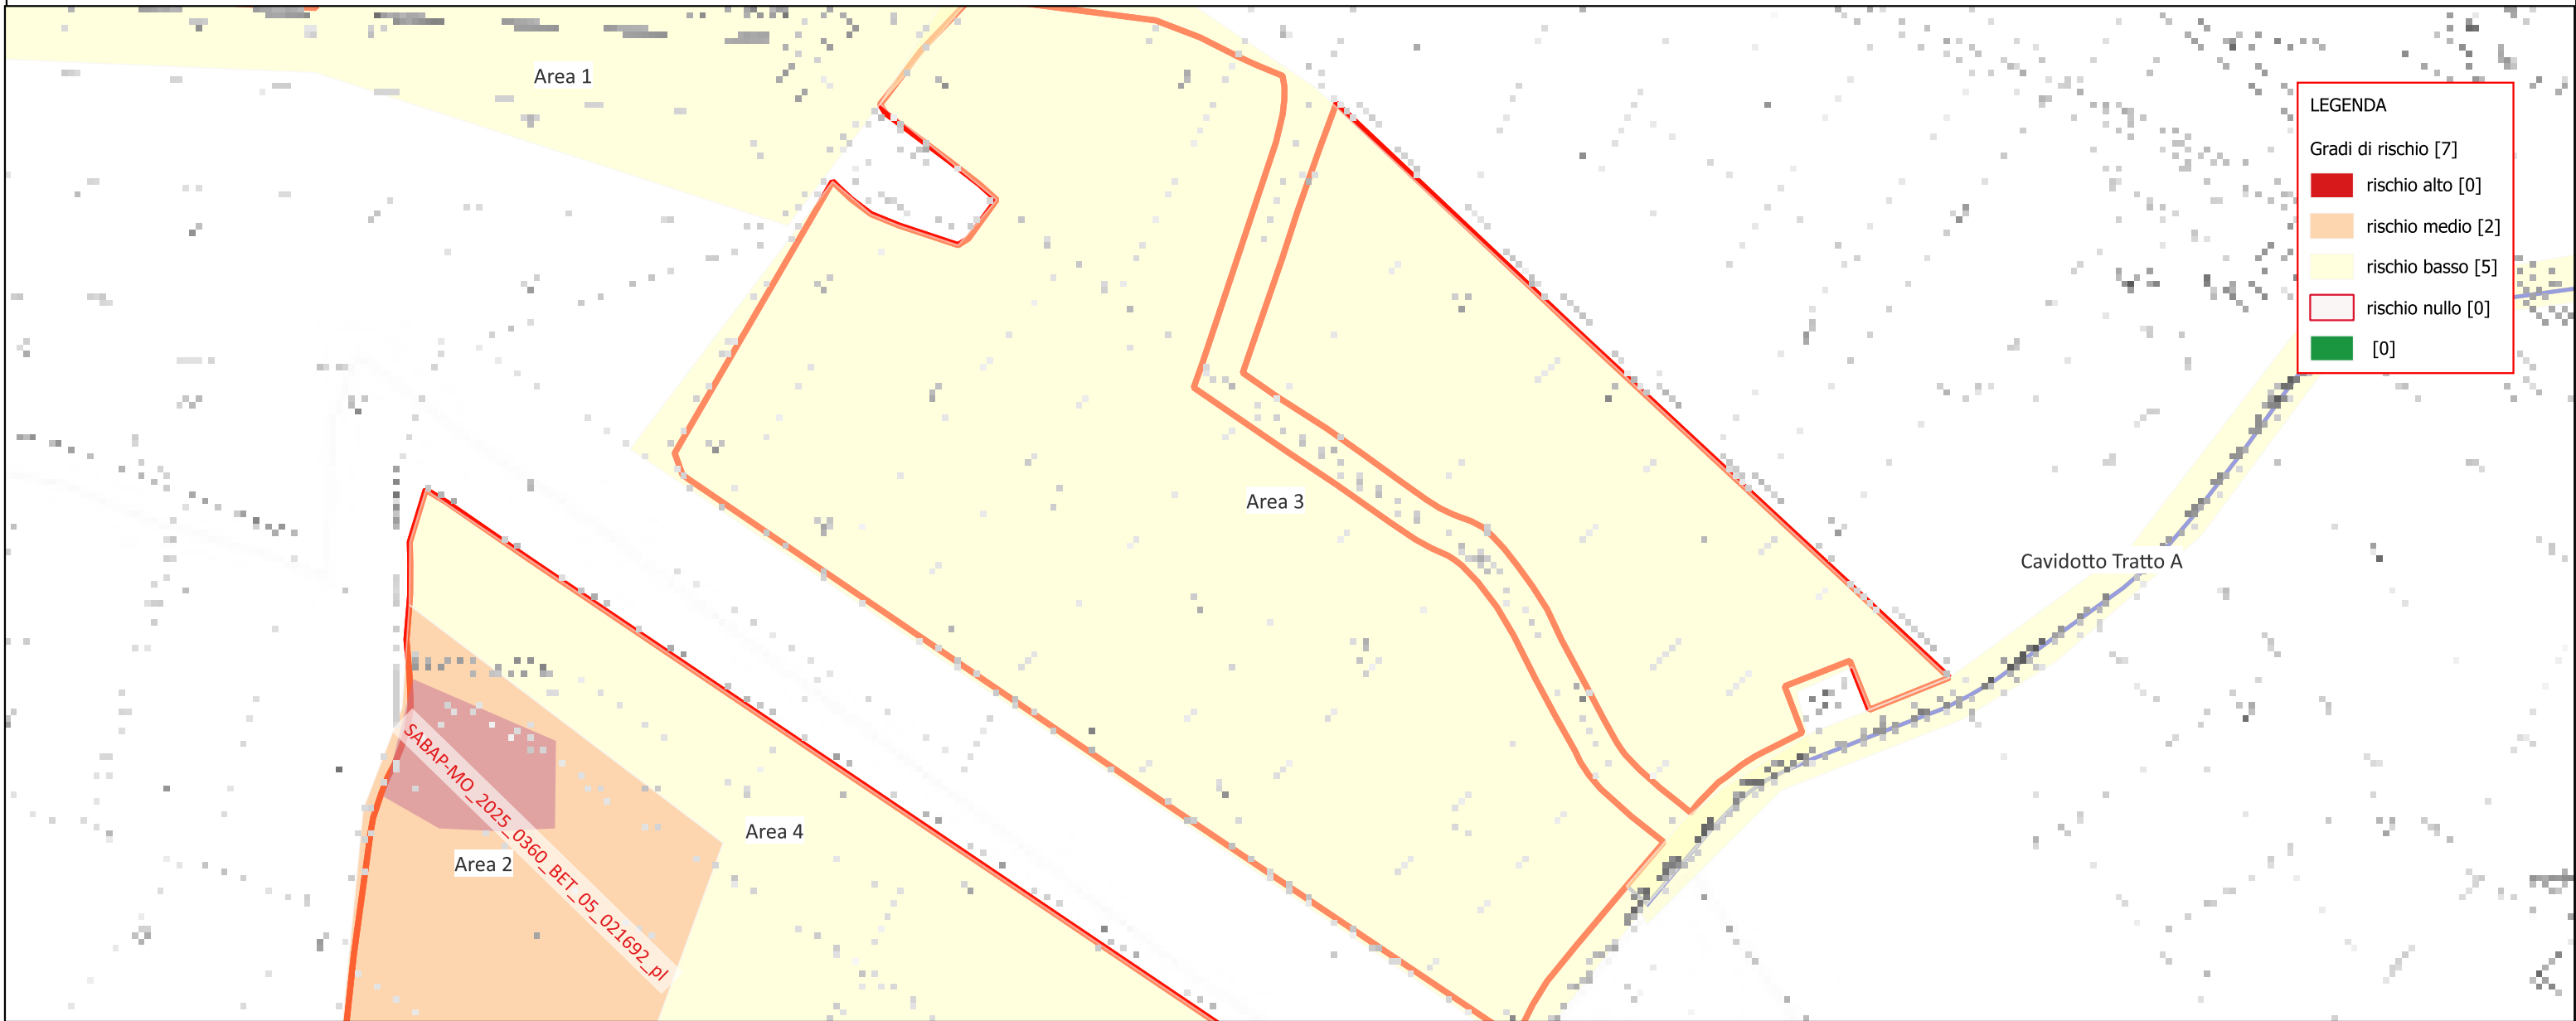 Area 1
LEGENDA
Gradi di rischio [7]
rischio alto [0]
rischio medio [2]
rischio basso [5]
rischio nullo [0]
[0]
Area 3
Cavidotto Tratto A
SABAP-MO_2025_0360_BET_05_021692_pl
Area 4
Area 2